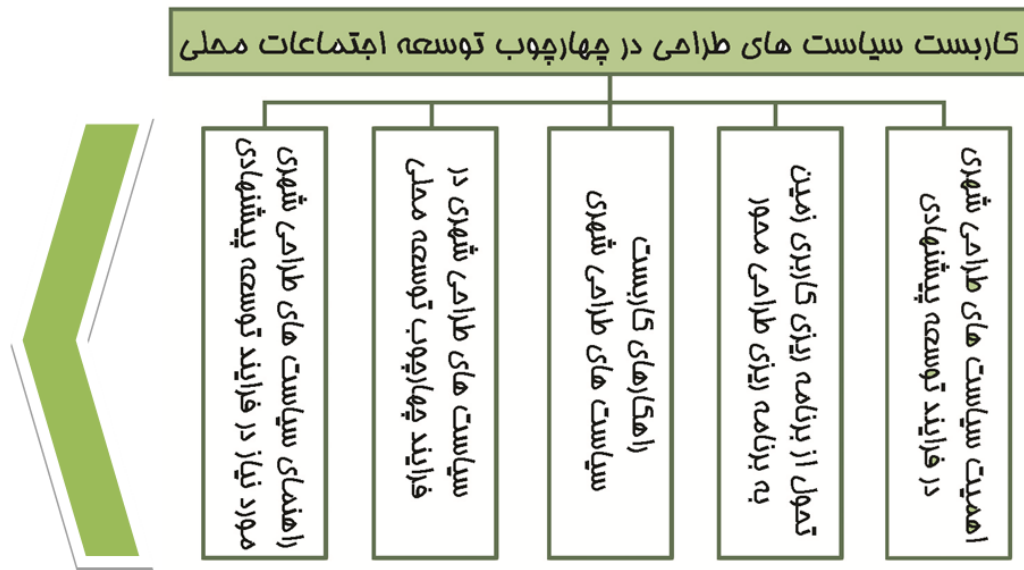 کاربست سیاست های طراحی در چهارچوب توسعه اجتماعات محلی
اهمیت سیاست های طراحی شهری
در فرایند توسعه پیشنهادی
تحول از برنامه ریزی کاربری زمین
به برنامه ریزی طراحی محور
راهکارهای کاربست
سیاست های طراحی شهری
سیاست های طراحی شهری در
فرایند چهارچوب توسعه محلی
راهنمای سیاست های طراحی شهری
مورد نیاز در فرایند توسعه پیشنهادی